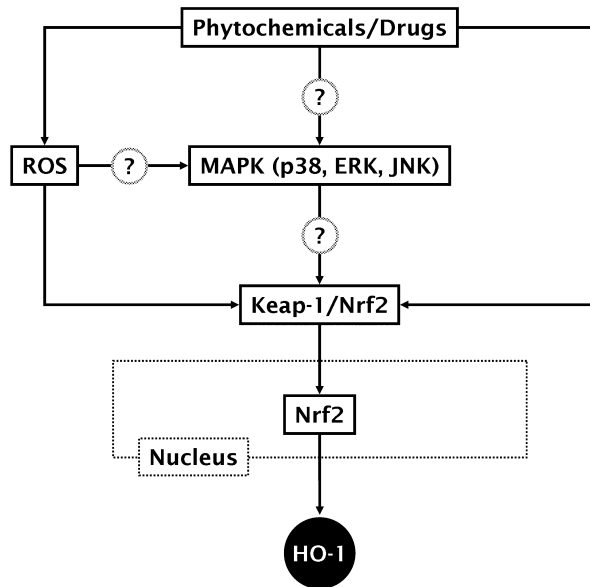 Phytochemicals/Drugs
?
ROS
?
MAPK (p38, ERK, JNK)
?
Keap-1/Nrf2
Nrf2
Nucleus
HO-1